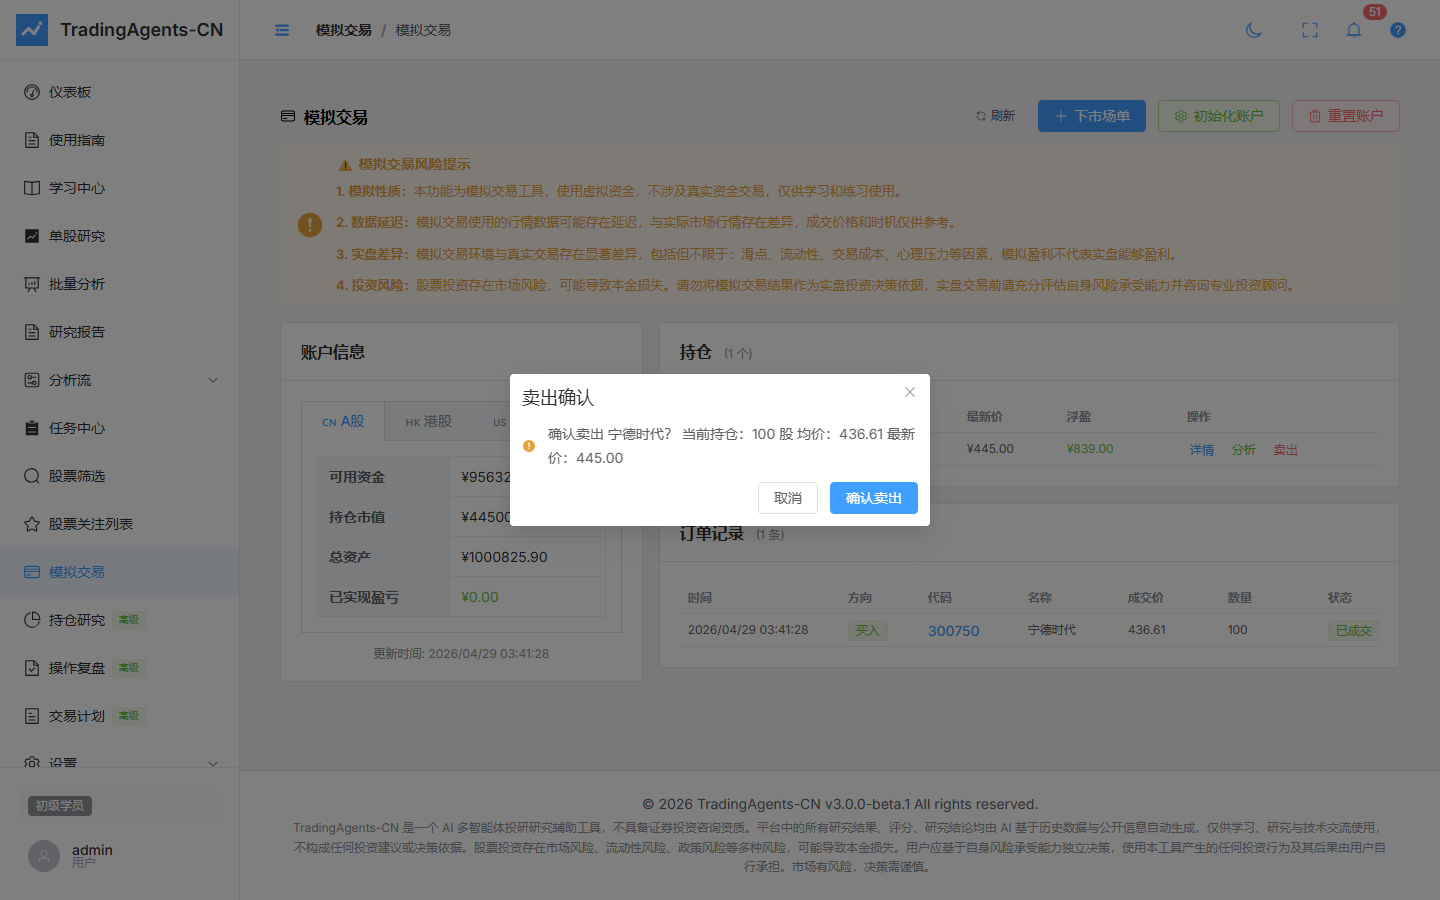 TradingAgents-CN
模拟交易 / 模拟交易
51
仪表板
使用指南
学习中心
单股研究
批量分析
研究报告
分析流
任务中心
股票筛选
股票关注列表
模拟交易
持仓研究 高级
操作复盘 高级
交易计划 高级
设置
初级学员
admin
用户
模拟交易
刷新
下市场单
初始化账户
重置账户
模拟交易风险提示
1. 模拟性质：本功能为模拟交易工具，使用虚拟资金，不涉及真实资金交易，仅供学习和练习使用。
2. 数据延迟：模拟交易使用的行情数据可能存在延迟，与实际市场行情存在差异，成交价格和时机仅供参考。
3. 实盘差异：模拟交易环境与真实交易存在显著差异，包括但不限于：滑点、流动性、交易成本、心理压力等因素，模拟盈利不代表实盘能够盈利。
4. 投资风险：股票投资存在市场风险，可能导致本金损失。请勿将模拟交易结果作为实盘投资决策依据，实盘交易前请充分评估自身风险承受能力并咨询专业投资顾问。
账户信息
CN A股 HK 港股 US
可用资金 ¥95632
持仓市值 ¥44500
总资产 ¥1000825.90
已实现盈亏 ¥0.00
更新时间: 2026/04/29 03:41:28
持仓 (1 个)
最新价 浮盈 操作
¥445.00 ¥839.00 详情 分析 卖出
卖出确认
确认卖出 宁德时代？ 当前持仓：100 股 均价：436.61 最新
价：445.00
取消 确认卖出
订单记录 (1 条)
时间 方向 代码 名称 成交价 数量 状态
2026/04/29 03:41:28 买入 300750 宁德时代 436.61 100 已成交
© 2026 TradingAgents-CN v3.0.0-beta.1 All rights reserved.
TradingAgents-CN 是一个 AI 多智能体投研研究辅助工具，不具备证券投资咨询资质。平台中的所有研究结果、评分、研究结论均由 AI 基于历史数据与公开信息自动生成，仅供学习、研究与技术交流使用，
不构成任何投资建议或决策依据。股票投资存在市场风险、流动性风险、政策风险等多种风险，可能导致本金损失。用户应基于自身风险承受能力独立决策，使用本工具产生的任何投资行为及其后果由用户自
行承担。市场有风险，决策需谨慎。